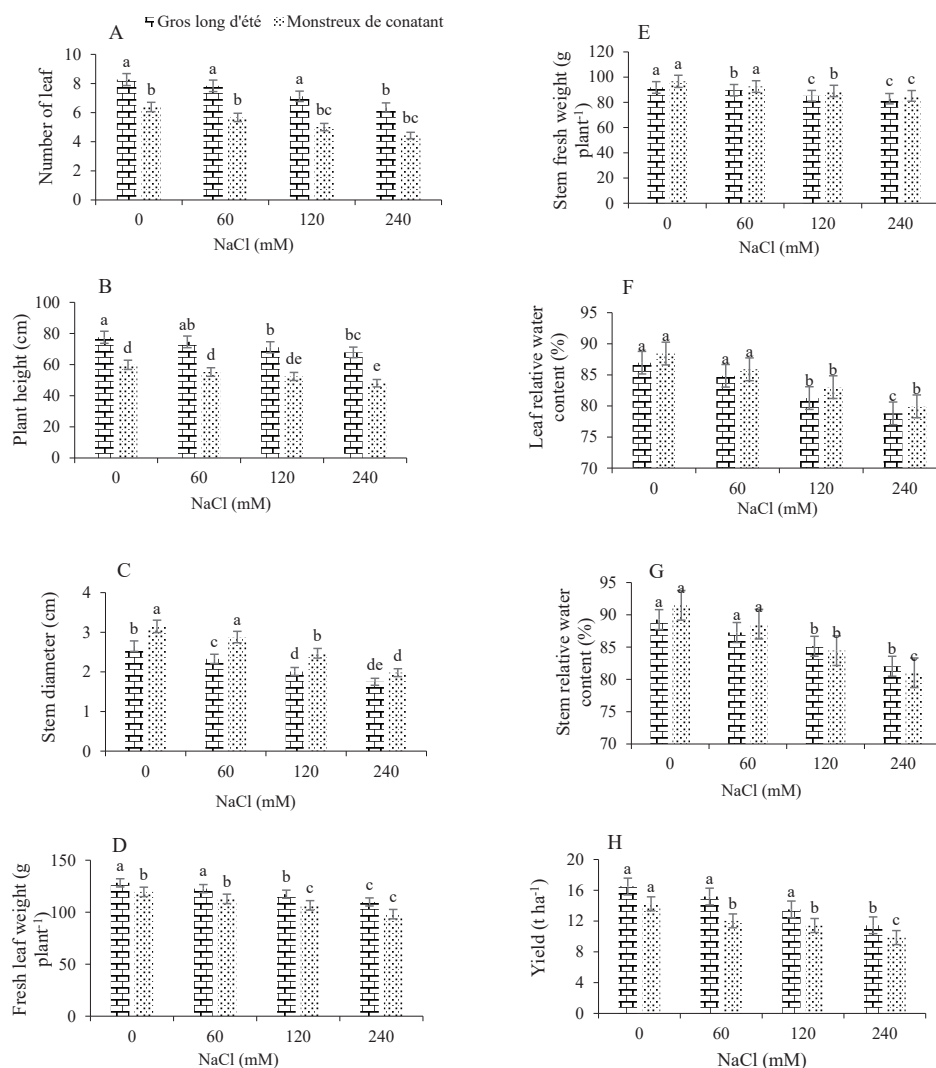 Gros long d'été Monstreux de conatant
A
a b a b a bc b bc
10
8
6
4
2
0
Number of leaf
0 60 120 240
NaCl (mM)
B
a d ab d b de bc e
100
80
60
40
20
0
Plant height (cm)
0 60 120 240
NaCl (mM)
C
b a c a d b de d
4
3
2
1
0
Stem diameter (cm)
0 60 120 240
NaCl (mM)
D
a b a b b c c c
150
100
50
0
Fresh leaf weight (g
plant-1)
0 60 120 240
NaCl (mM)
E
a a b a c b c c
120
100
80
60
40
20
0
Stem fresh weight (g
plant-1)
0 60 120 240
NaCl (mM)
F
a a a a b b c b
95
90
85
80
75
70
Leaf relative water
content (%)
0 60 120 240
NaCl (mM)
G
a a a a b b b c
95
90
85
80
75
70
Stem relative water
content (%)
0 60 120 240
NaCl (mM)
H
a a a b a b b c
20
16
12
8
4
0
Yield (t ha-1)
0 60 120 240
NaCl (mM)